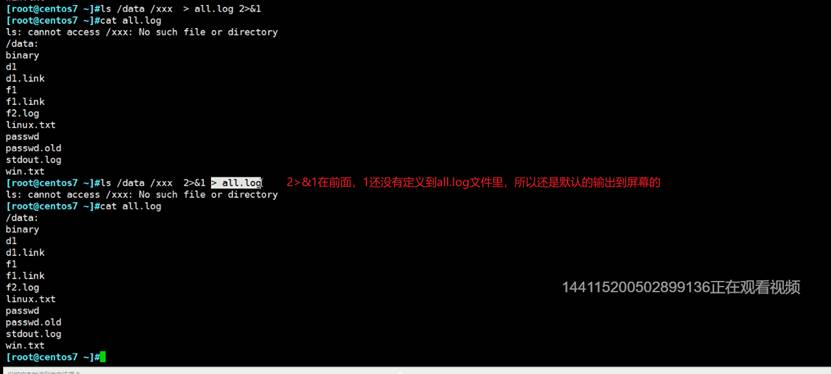 [root@centos7 ~]#ls /data /xxx  > all.log 2>&1
[root@centos7 ~]#cat all.log
ls: cannot access /xxx: No such file or directory
/data:
binary
d1
d1.link
f1
f1.link
f2.log
linux.txt
passwd
passwd.old
stdout.log
win.txt
[root@centos7 ~]#ls /data /xxx  2>&1 > all.log 2>&1在前面，1还没有定义到all.log文件里，所以还是默认的输出到屏幕的
ls: cannot access /xxx: No such file or directory
[root@centos7 ~]#cat all.log
/data:
binary
d1
d1.link
f1
f1.link
f2.log
linux.txt
passwd
passwd.old
stdout.log
win.txt
[root@centos7 ~]#
144115200502899136正在观看视频